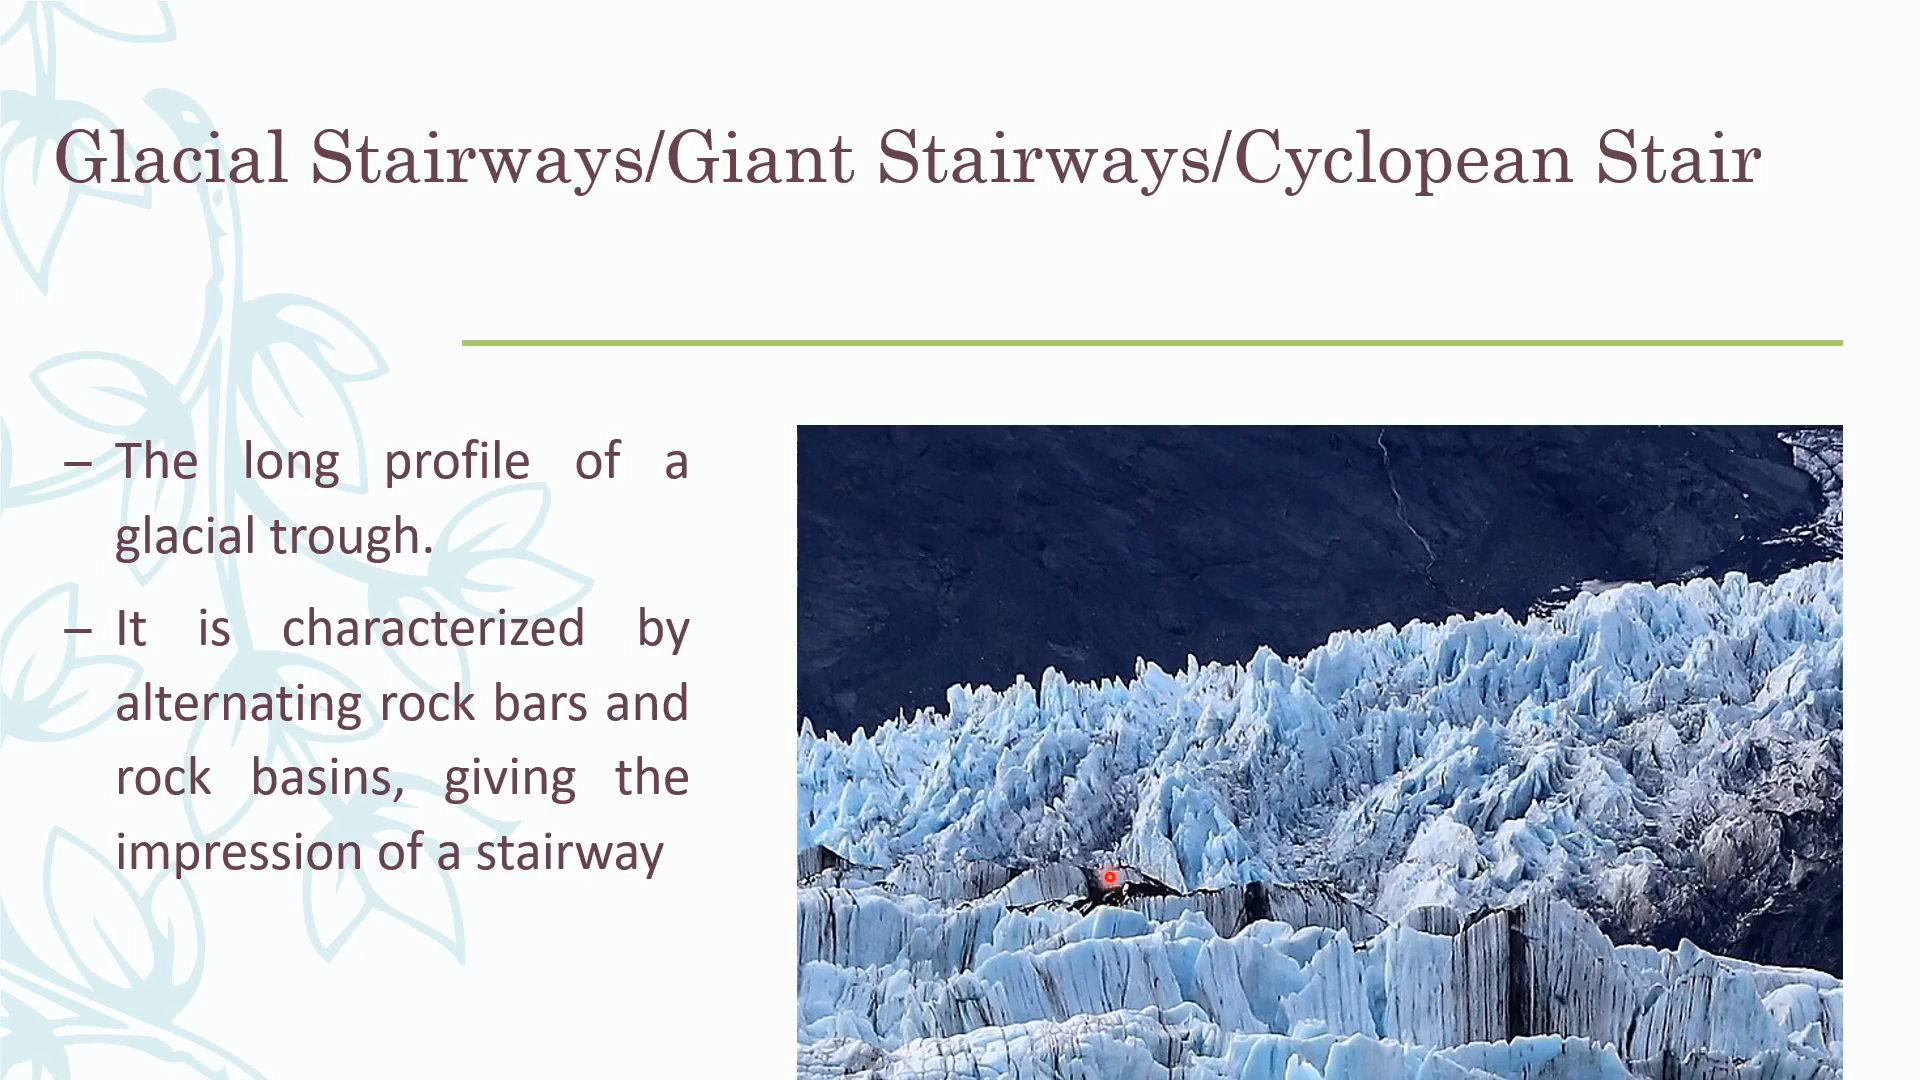 Glacial Stairways/Giant Stairways/Cyclopean Stair
– The long profile of a
glacial trough.
– It is characterized by
alternating rock bars and
rock basins, giving the
impression of a stairway